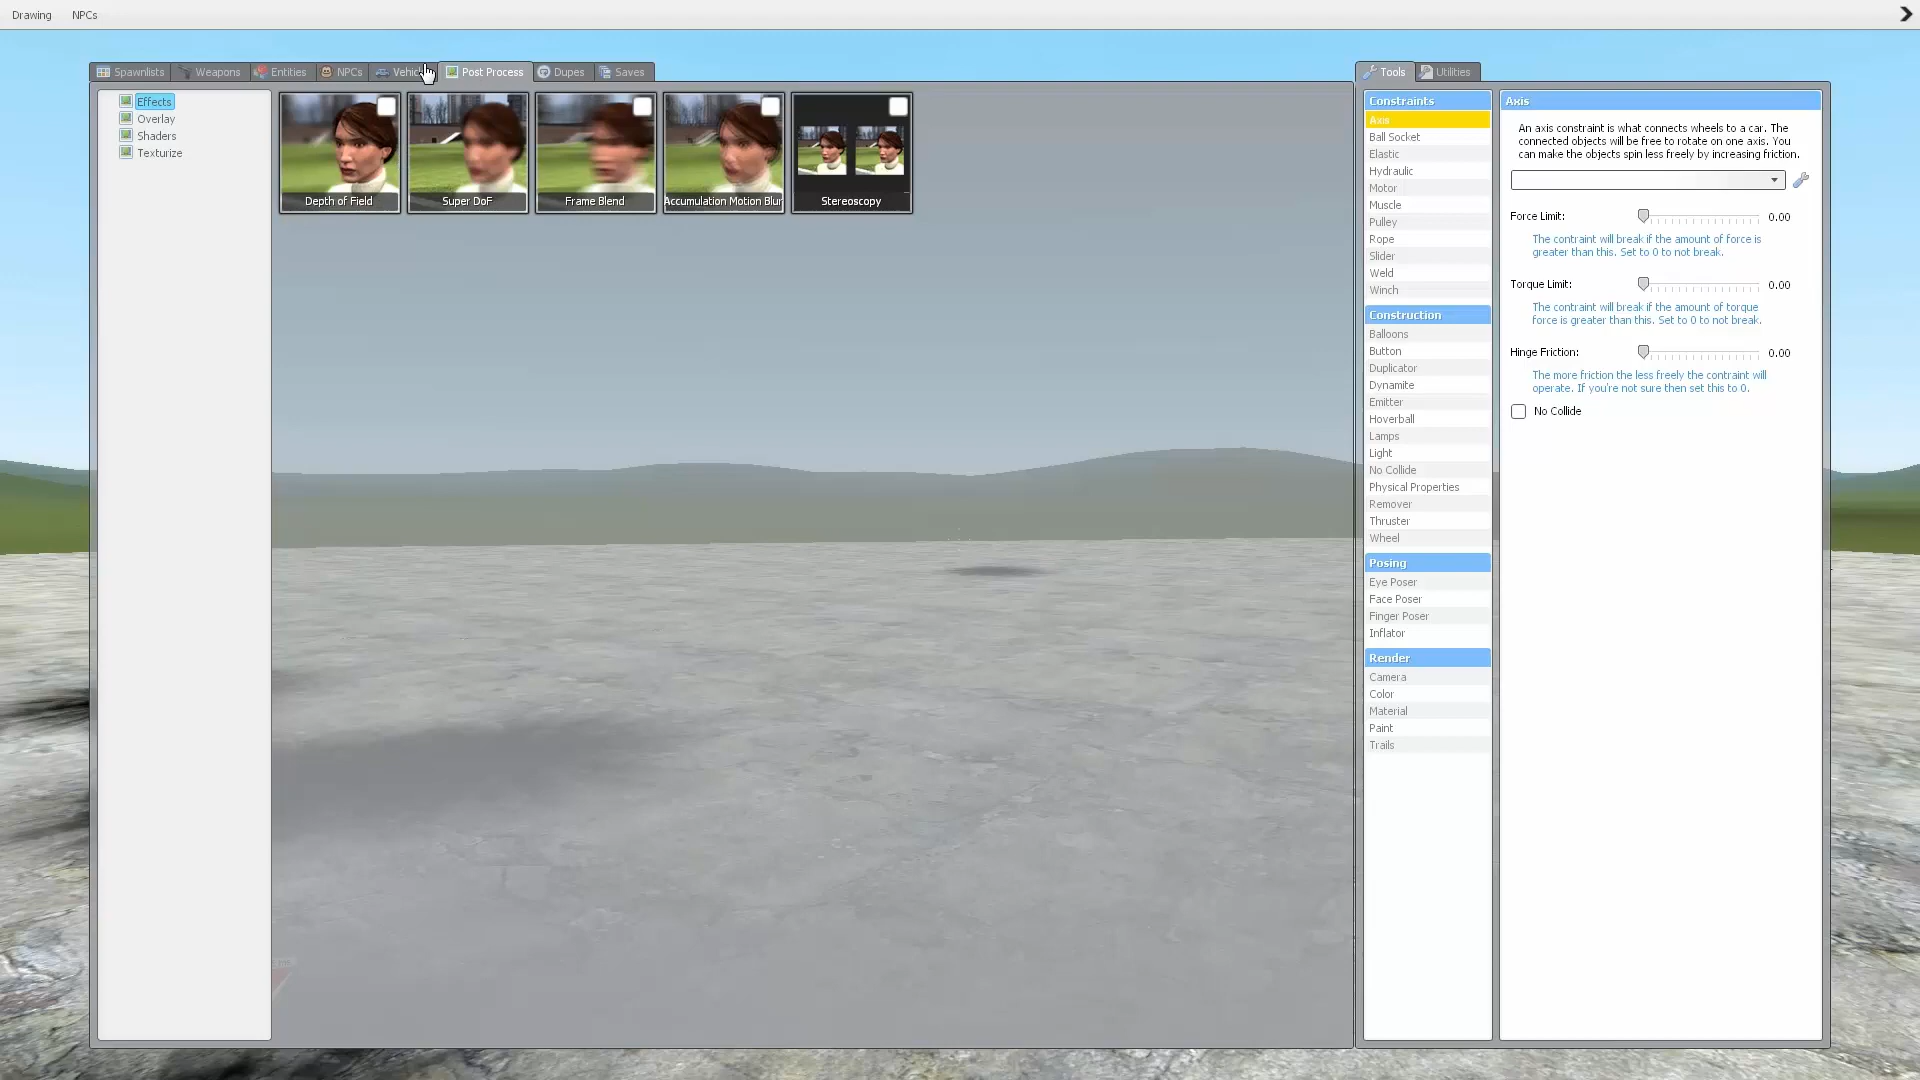 Drawing NPCs
Spawnlists Weapons Entities NPCs Post Process Dupes Saves
Effects
Overlay
Shaders
Texturize
Depth of Field Super DoF Frame Blend Accumulation Motion Blur Stereoscopy
Tools Utilities
Constraints
Axis
Ball Socket
Elastic
Hydraulic
Motor
Muscle
Pulley
Rope
Slider
Weld
Winch
Construction
Balloons
Button
Duplicator
Dynamite
Emitter
Hoverball
Lamps
Light
No Collide
Physical Properties
Remover
Thruster
Wheel
Posing
Eye Poser
Face Poser
Finger Poser
Inflator
Render
Camera
Color
Material
Paint
Trails
Axis
An axis constraint is what connects wheels to a car. The
connected objects will be free to rotate on one axis. You
can make the objects spin less freely by increasing friction.
Force Limit: 0.00
The contraint will break if the amount of force is
greater than this. Set to 0 to not break.
Torque Limit: 0.00
The contraint will break if the amount of torque
force is greater than this. Set to 0 to not break.
Hinge Friction: 0.00
The more friction the less freely the contraint will
operate. If you're not sure then set this to 0.
No Collide